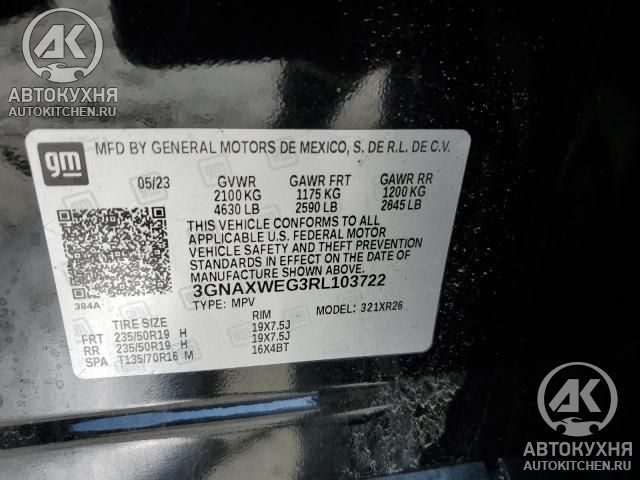 AK
АВТОКУХНЯ
AUTOKITCHEN.RU
gm
MFD BY GENERAL MOTORS DE MEXICO, S. DE R.L. DE C.V.
05/23 GVWR GAWR FRT GAWR RR
2100 KG 1175 KG 1200 KG
4630 LB 2590 LB 2645 LB
THIS VEHICLE CONFORMS TO ALL
APPLICABLE U.S. FEDERAL MOTOR
VEHICLE SAFETY AND THEFT PREVENTION
STANDARDS IN EFFECT ON THE DATE OF
MANUFACTURE SHOWN ABOVE.
384A
3GNAXWEG3RL103722
TYPE: MPV MODEL: 321XR26
TIRE SIZE RIM
FRT 235/50R19 H 19X7.5J
RR 235/50R19 H 19X7.5J
SPA T135/70R16 M 16X4BT
AK
АВТОКУХНЯ
AUTOKITCHEN.RU